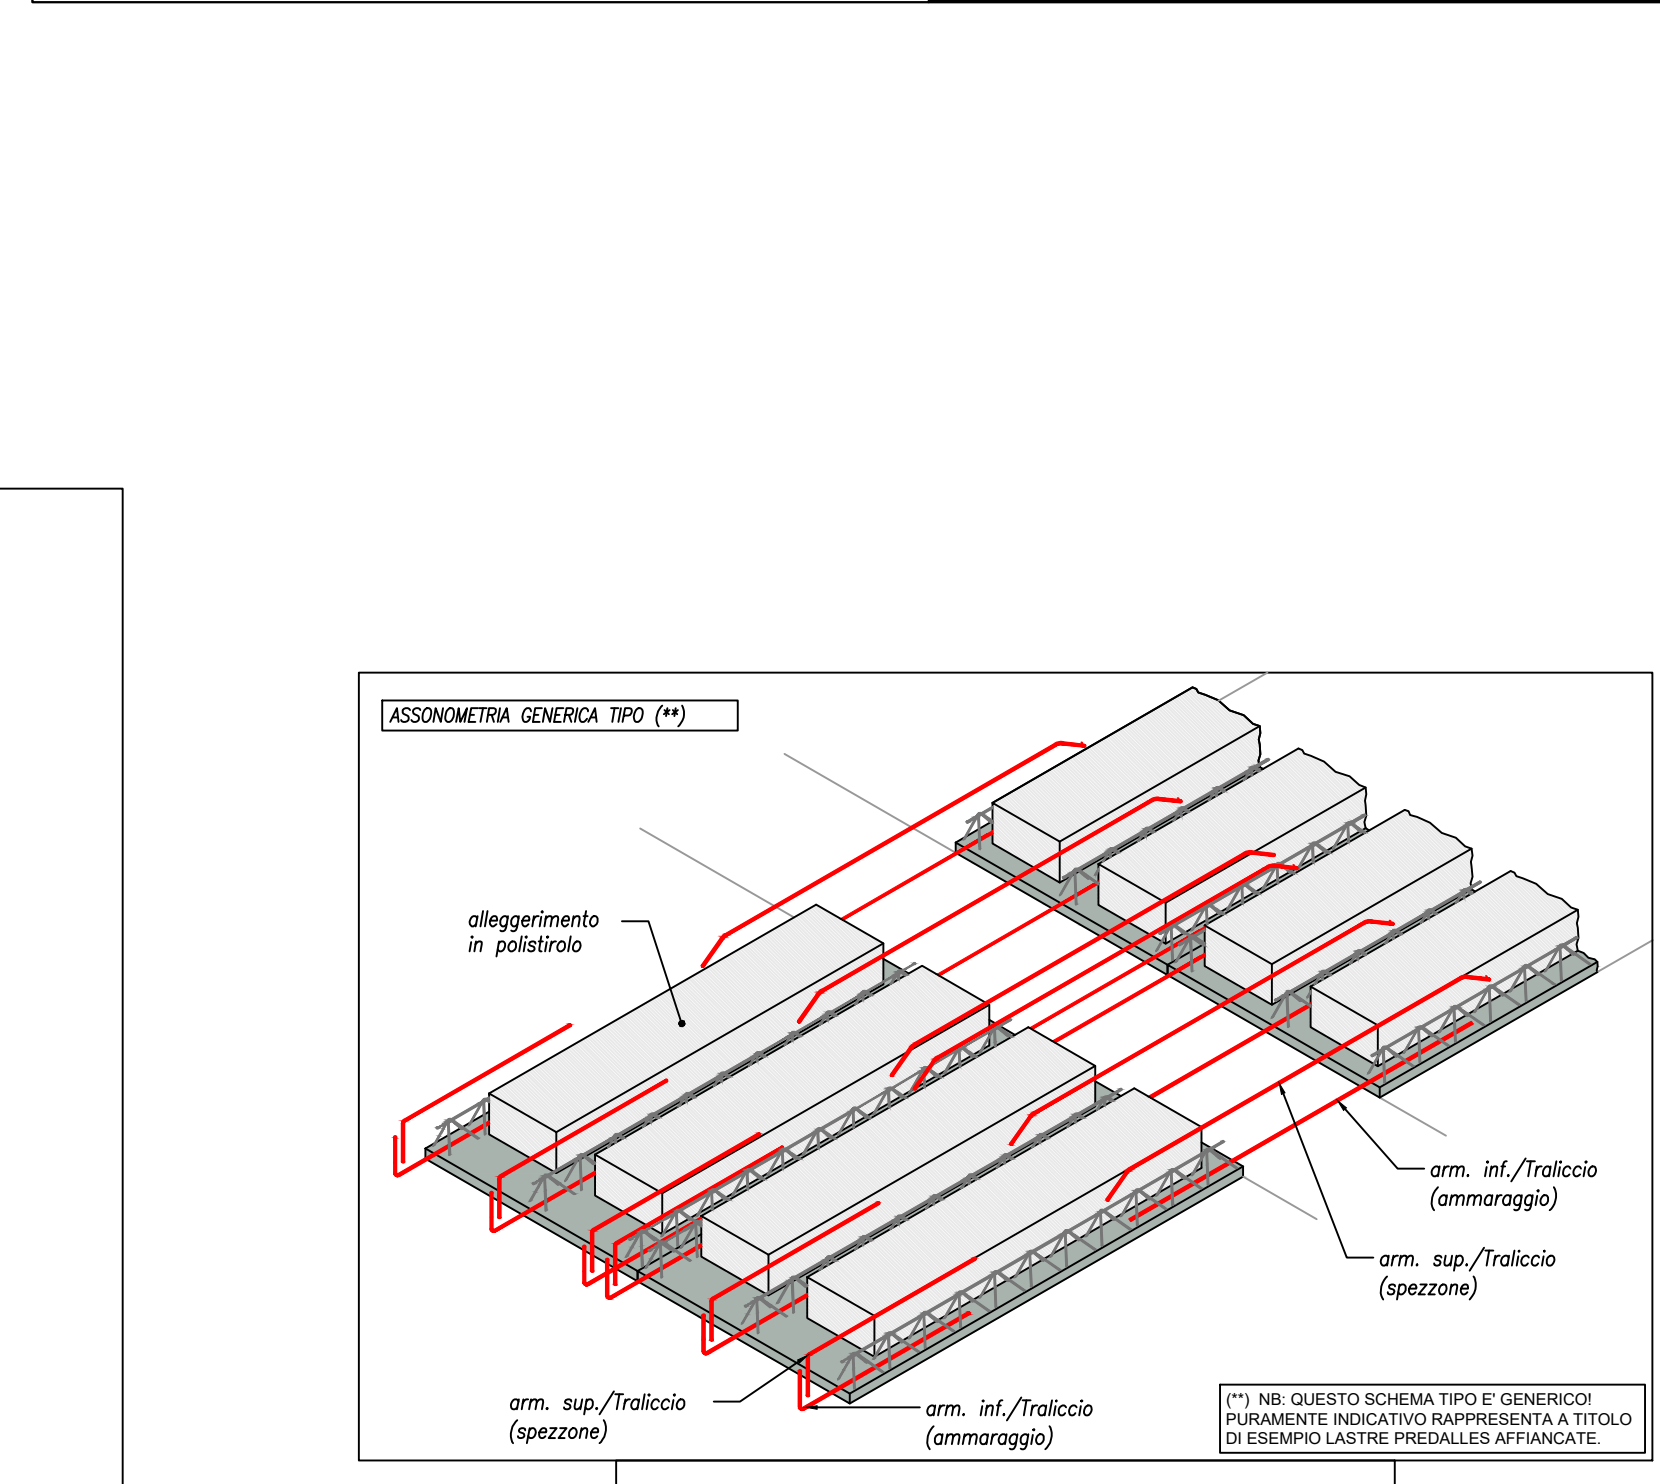 ASSONOMETRIA GENERICA TIPO (**)
alleggerimento
in polistirolo
arm. inf./Traliccio
(ammaraggio)
arm. sup./Traliccio
(spezzone)
arm. sup./Traliccio
(spezzone)
arm. inf./Traliccio
(ammaraggio)
(**) NB: QUESTO SCHEMA TIPO E' GENERICO!
PURAMENTE INDICATIVO RAPPRESENTA A TITOLO
DI ESEMPIO LASTRE PREDALLES AFFIANCATE.